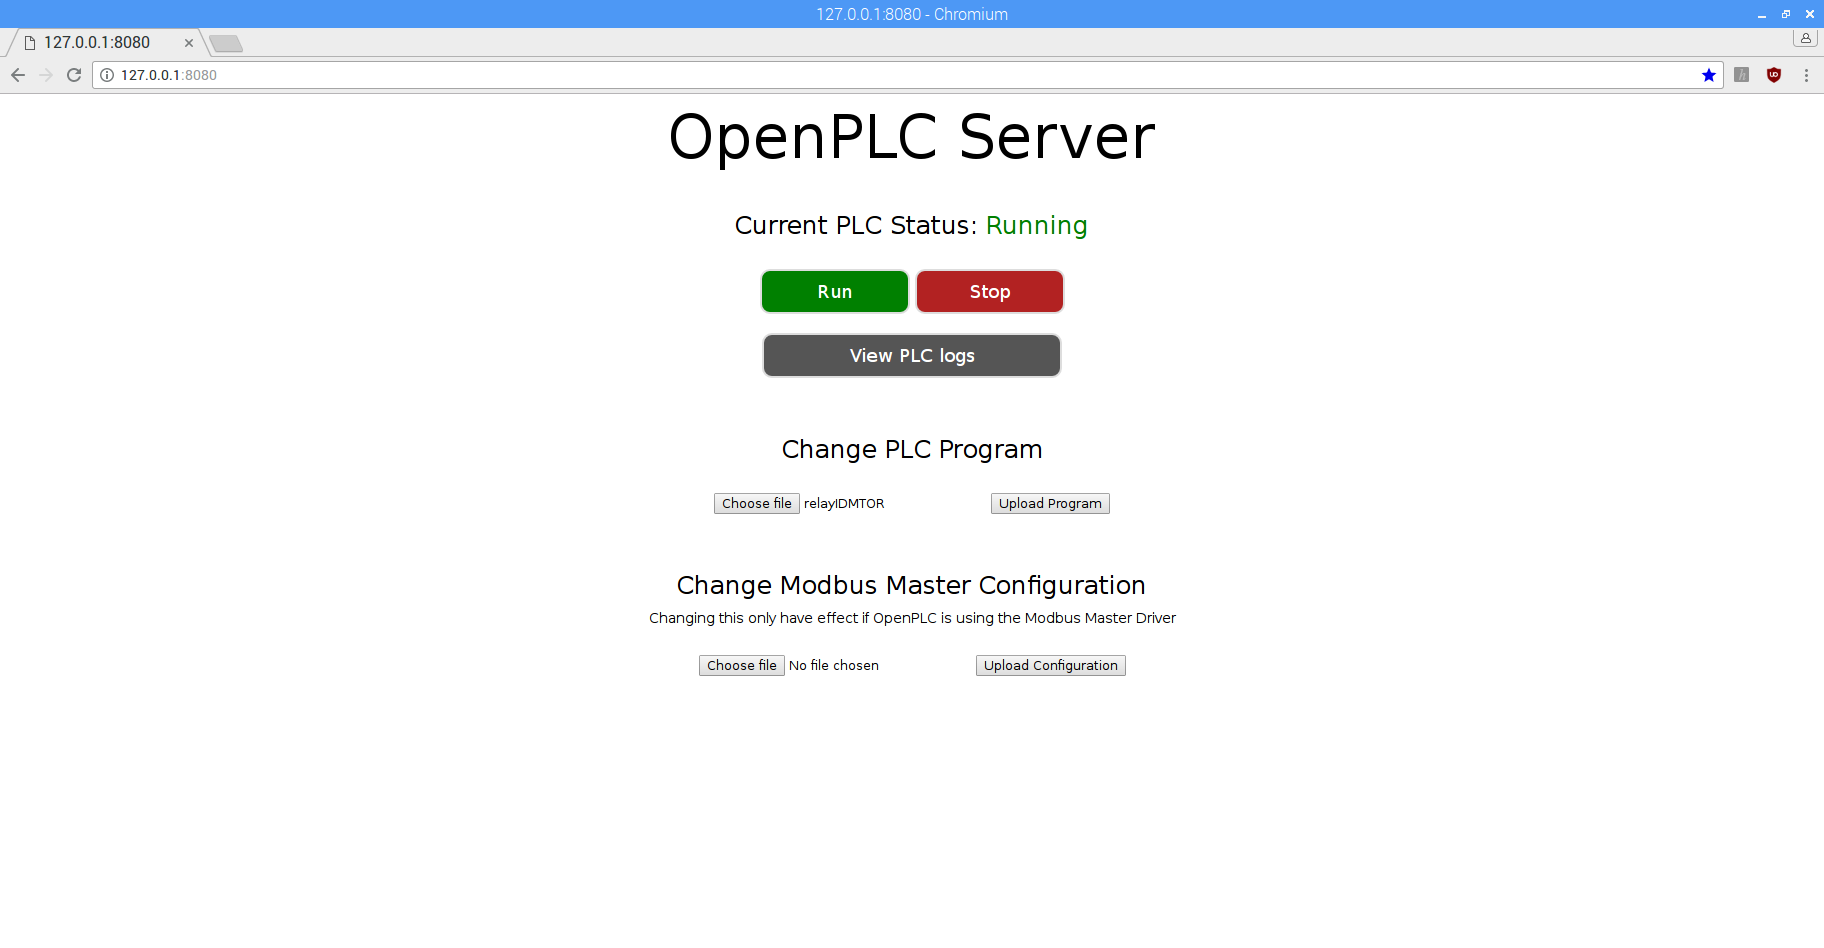 127.0.0.1:8080 - Chromium
127.0.0.1:8080
127.0.0.1:8080
OpenPLC Server
Current PLC Status: Running
Run Stop
View PLC logs
Change PLC Program
Choose file relayIDMTOR Upload Program
Change Modbus Master Configuration
Changing this only have effect if OpenPLC is using the Modbus Master Driver
Choose file No file chosen Upload Configuration